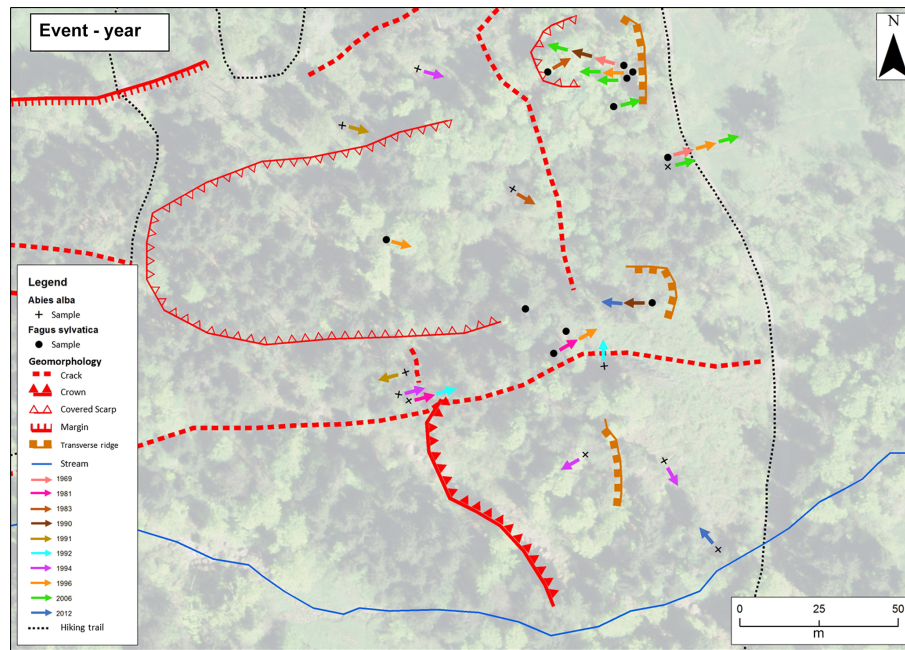 Event - year
N
Legend
Abies alba
Sample
Fagus sylvatica
Sample
Geomorphology
Crack
Crown
Covered Scarp
Margin
Transverse ridge
Stream
1969
1981
1983
1990
1991
1992
1994
1996
2006
2012
Hiking trail
0 25 50
m